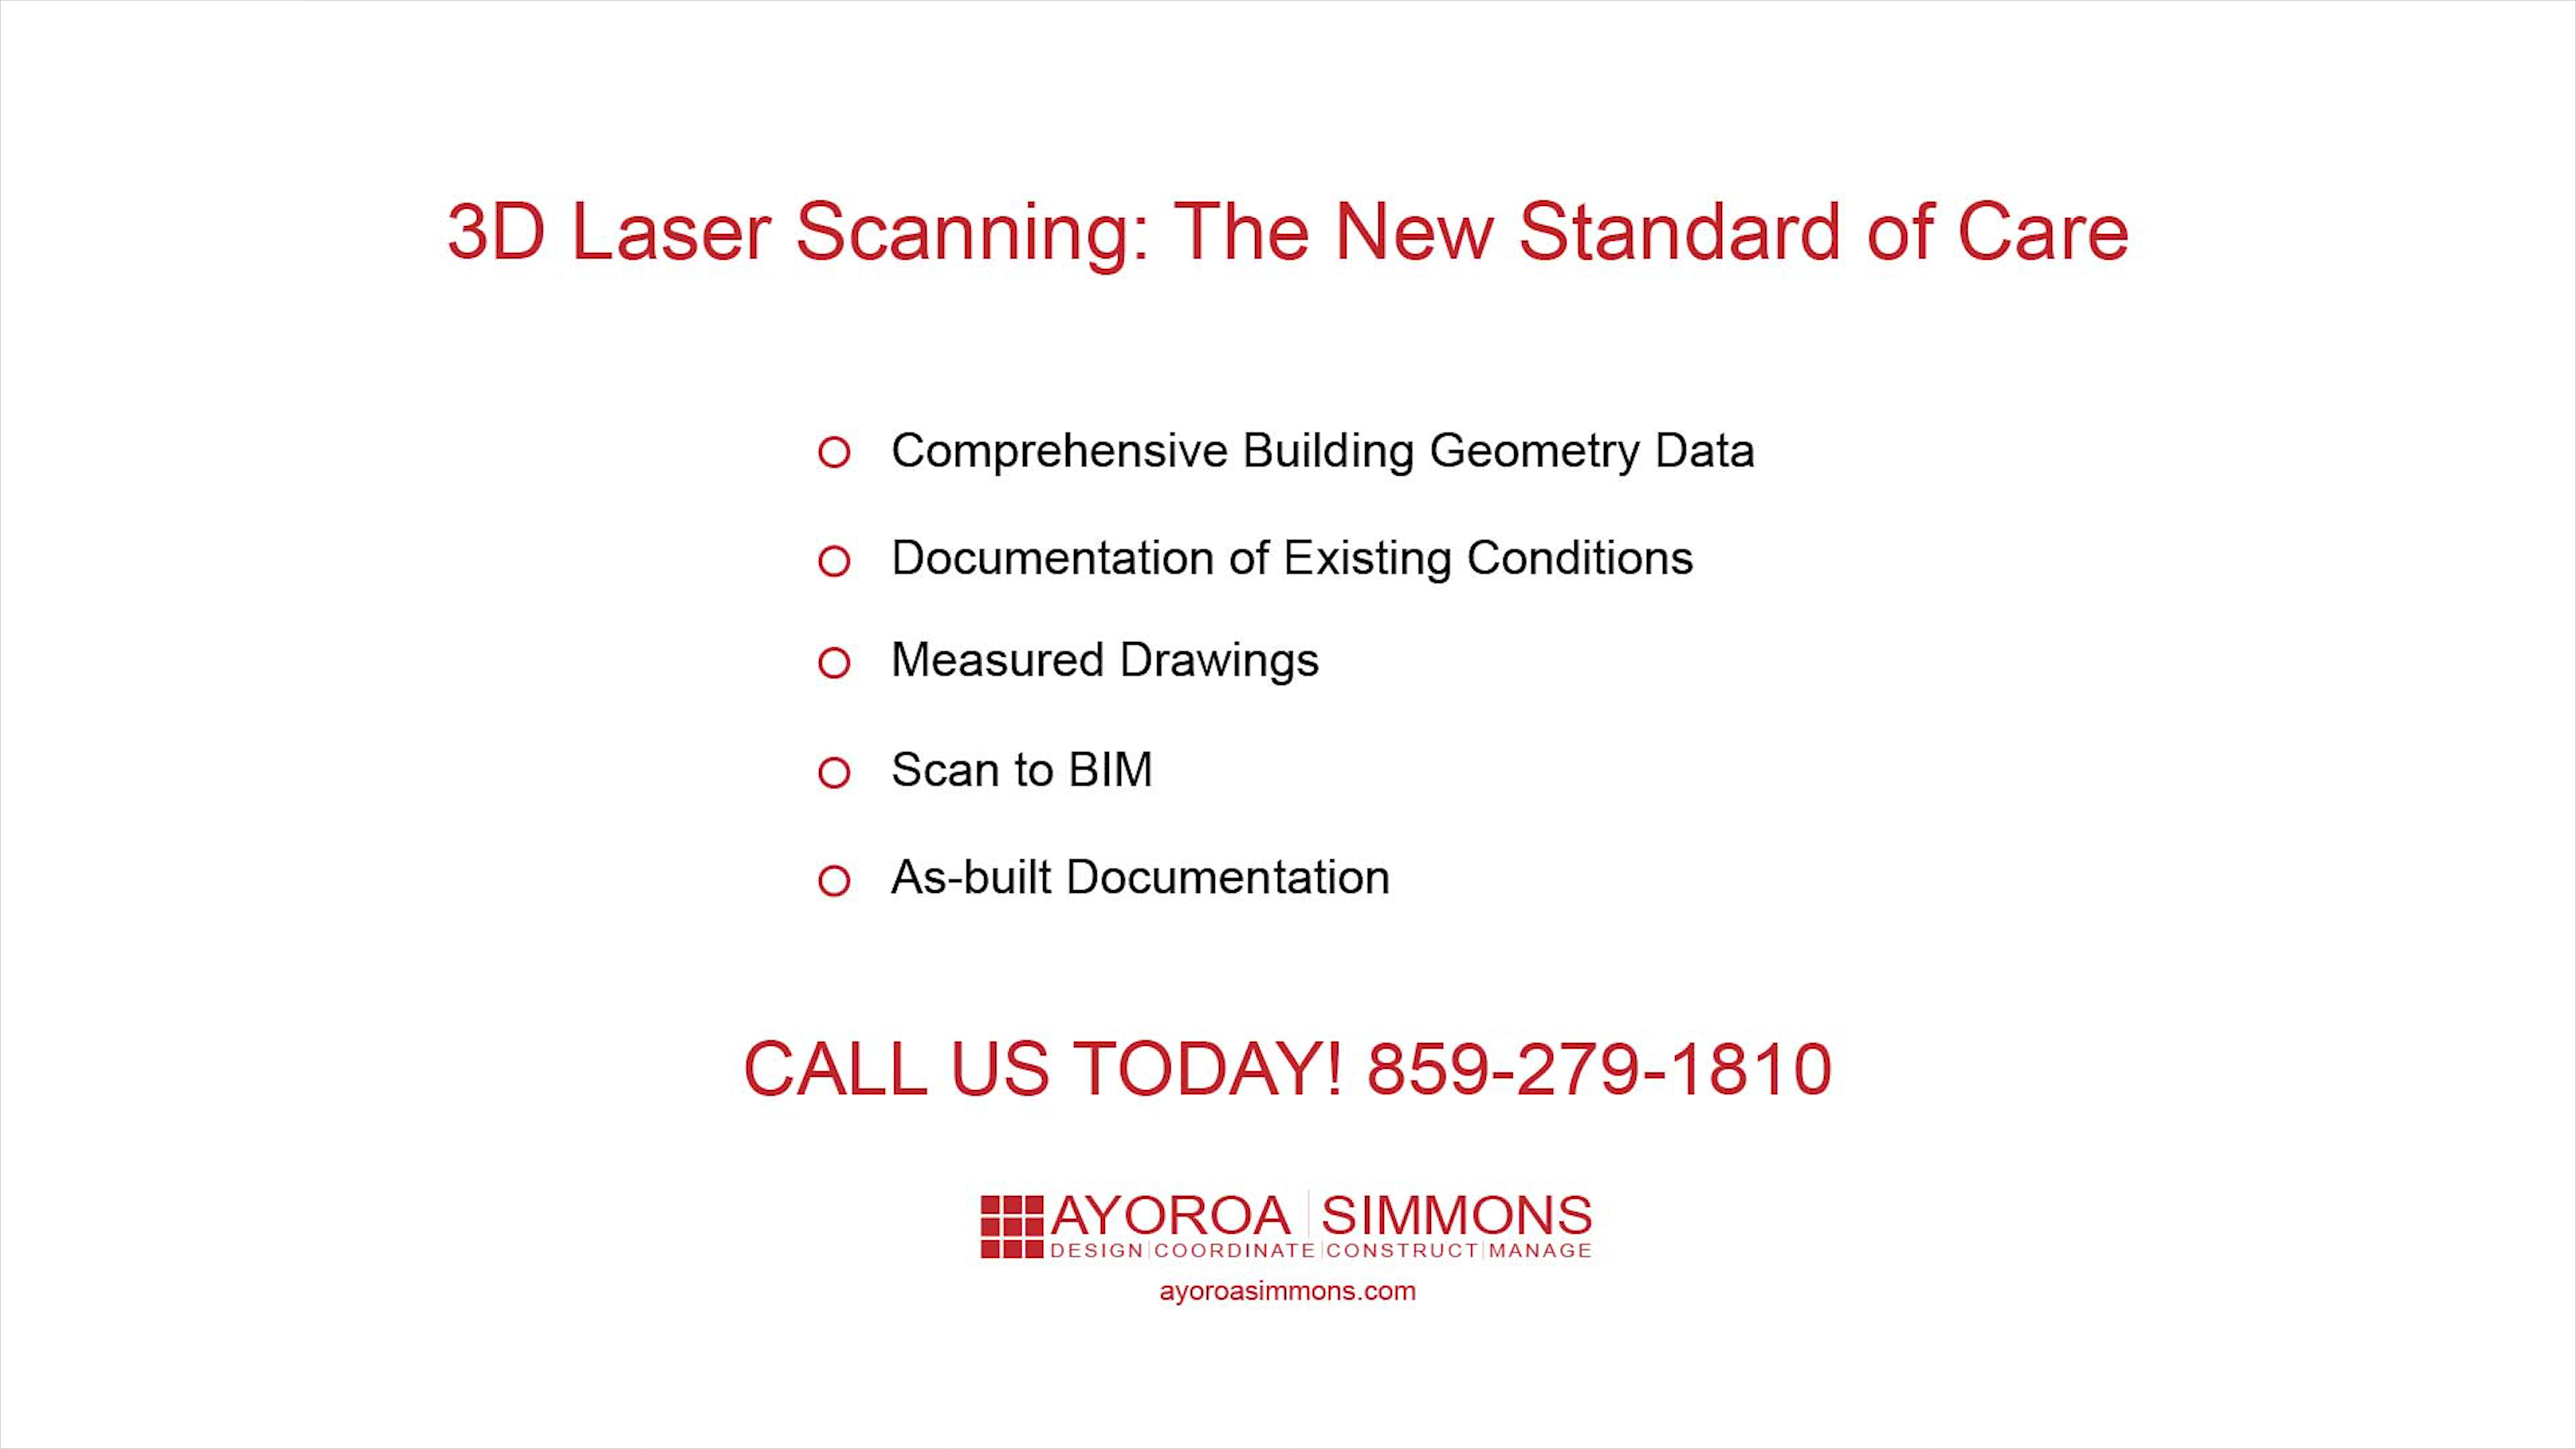 3D Laser Scanning: The New Standard of Care
Comprehensive Building Geometry Data
Documentation of Existing Conditions
Measured Drawings
Scan to BIM
As-built Documentation
CALL US TODAY! 859-279-1810
AYOROA | SIMMONS
DESIGN | COORDINATE | CONSTRUCT | MANAGE
ayoroasimmons.com